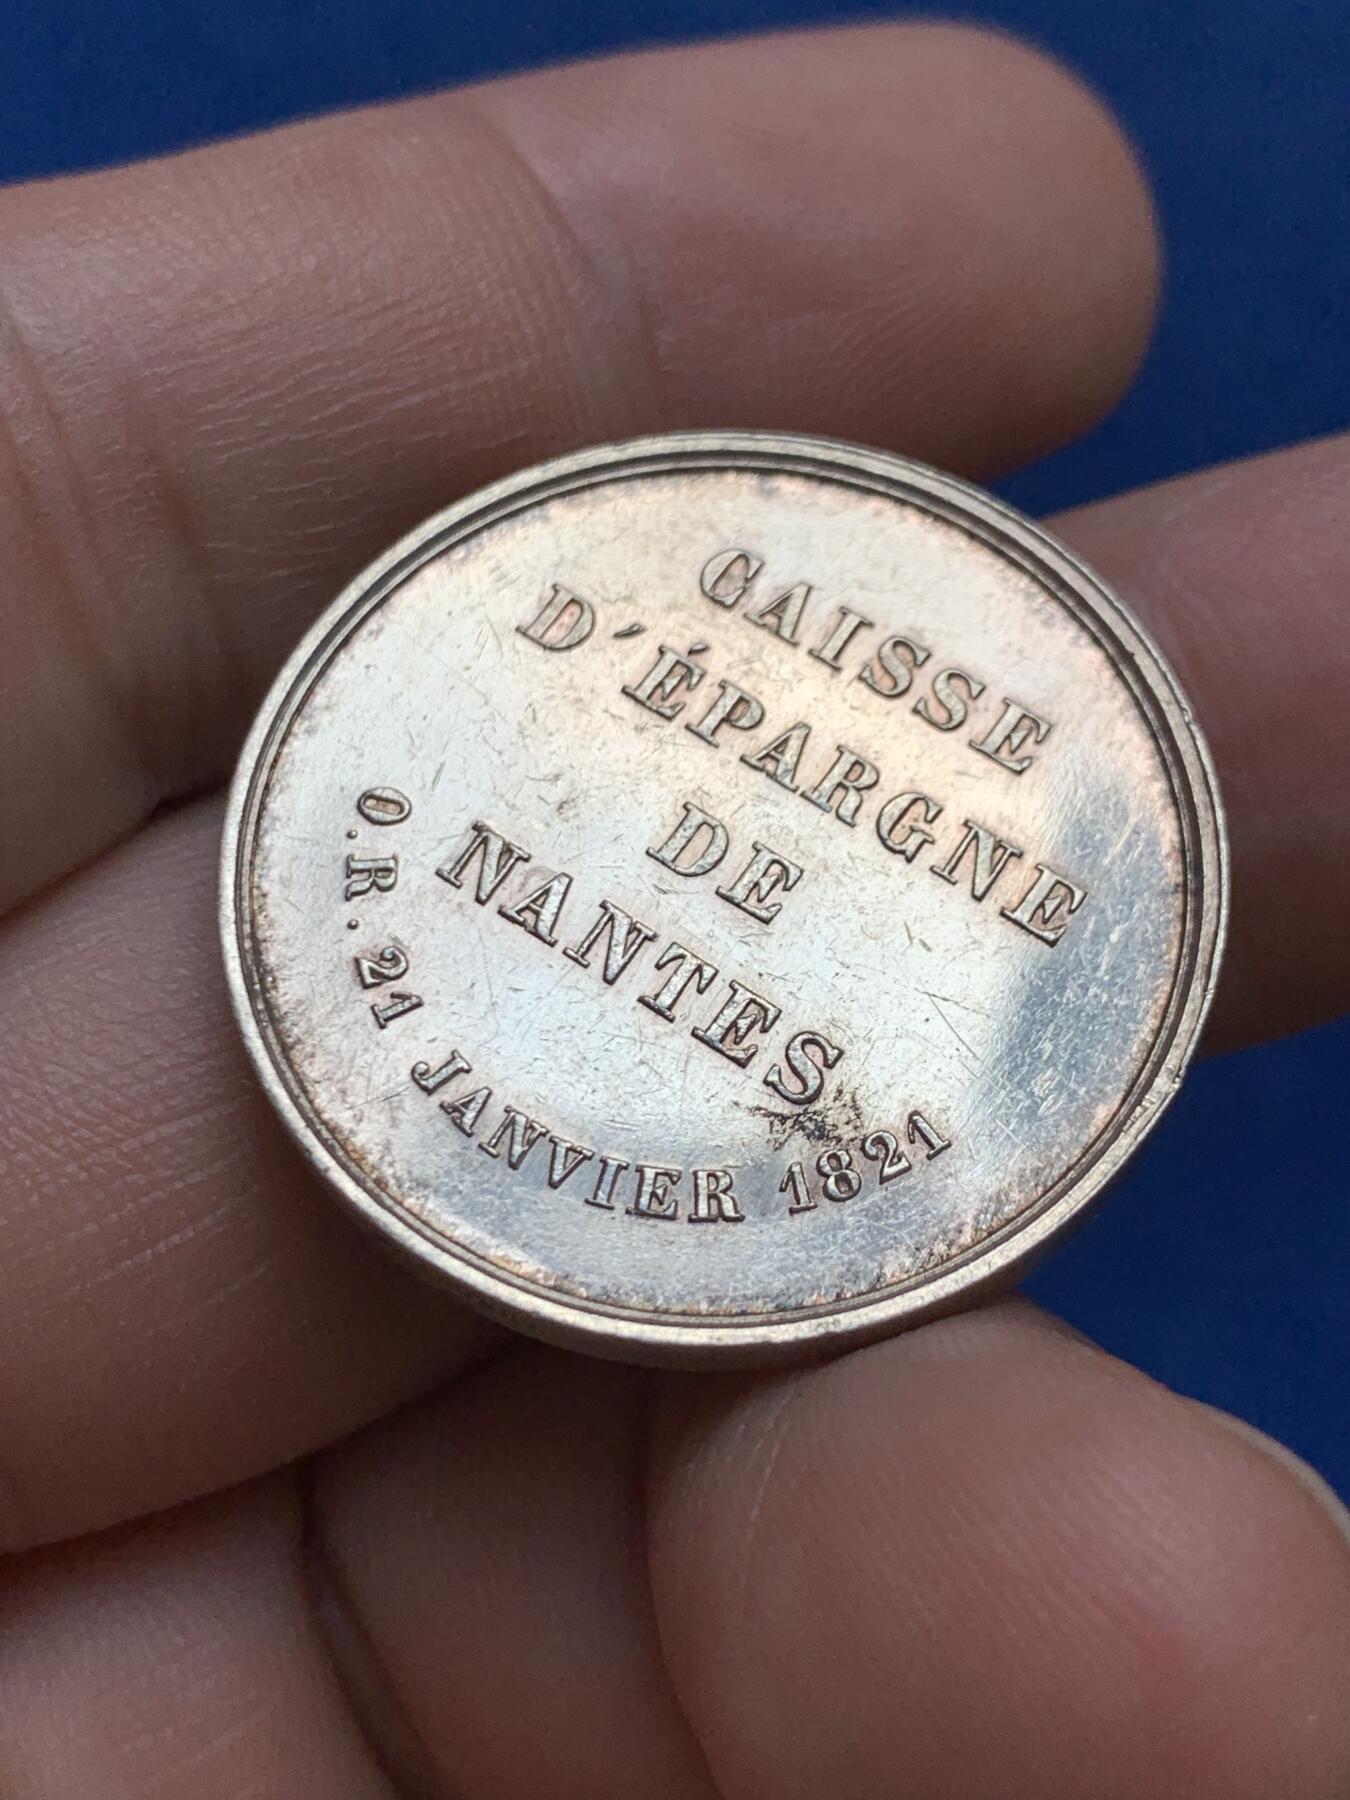 CAISSE
D'ÉPARGNE
DE
NANTES
O.R. 21 JANVIER 1821